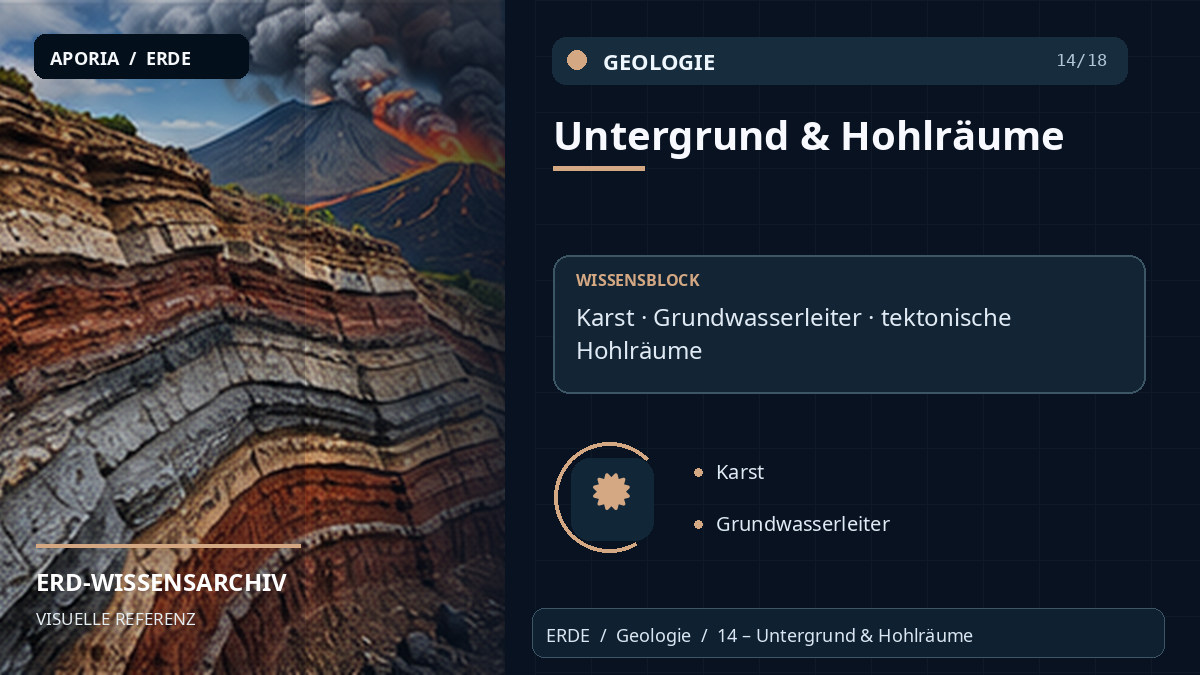 APORIA / ERDE
GEOLOGIE
14/18
Untergrund & Hohlräume
WISSENSBLOCK
Karst · Grundwasserleiter · tektonische
Hohlräume
Karst
Grundwasserleiter
ERD-WISSENSARCHIV
VISUELLE REFERENZ
ERDE / Geologie / 14 – Untergrund & Hohlräume